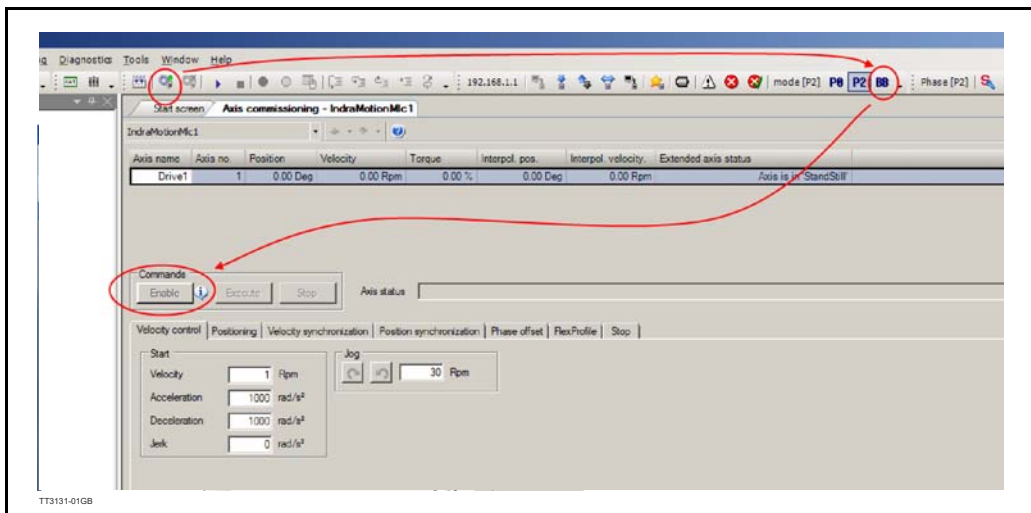 Diagnostics Tools Window Help
192.168.1.1 mode [P2] P0 P2 BB Phase [P2]
Start screen Axis commissioning - IndraMotionMlc1
IndraMotionMlc1
Axis name Axis no. Position Velocity Torque Interpol. pos. Interpol. velocity. Extended axis status
Drive1 1 0.00 Deg 0.00 Rpm 0.00 % 0.00 Deg 0.00 Rpm Axis is in 'StandStill'
Commands
Enable Execute Stop Axis status
Velocity control Positioning Velocity synchronization Position synchronization Phase offset FlexProfile Stop
Start Jog
Velocity 1 Rpm 30 Rpm
Acceleration 1000 rad/s²
Deceleration 1000 rad/s²
Jerk 0 rad/s³
TT3131-01GB